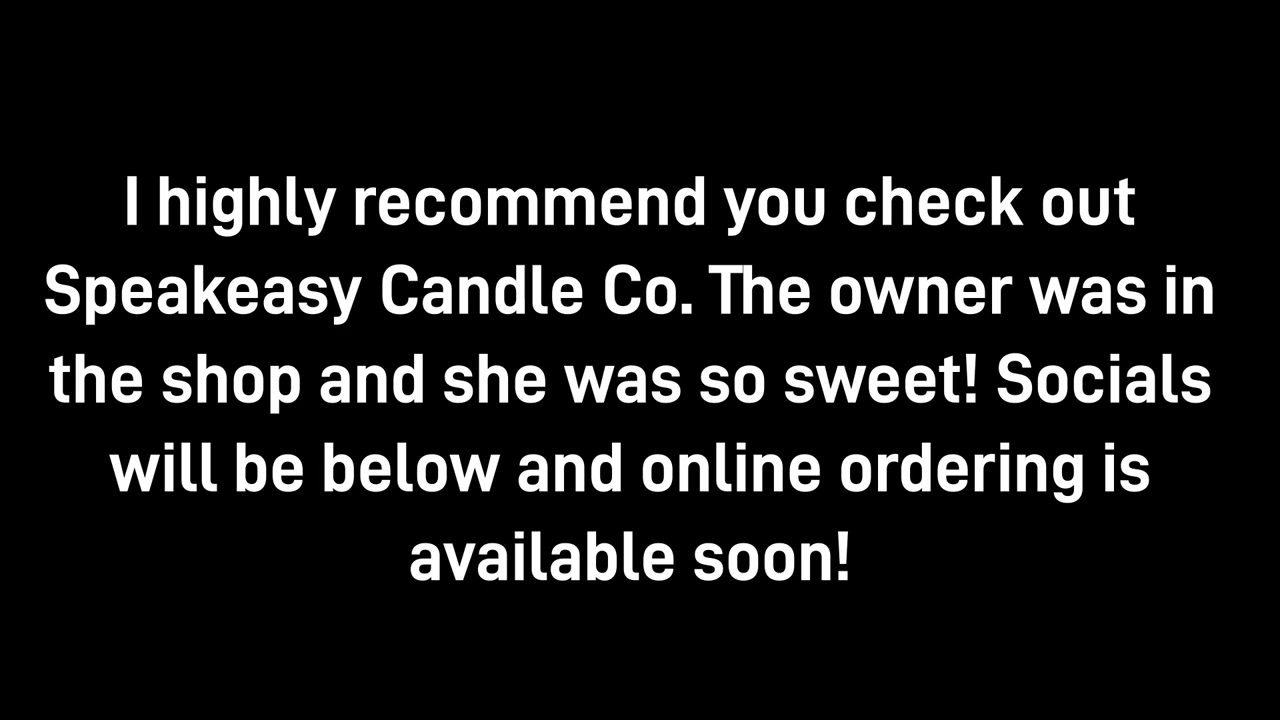 I highly recommend you check out
Speakeasy Candle Co. The owner was in
the shop and she was so sweet! Socials
will be below and online ordering is
available soon!